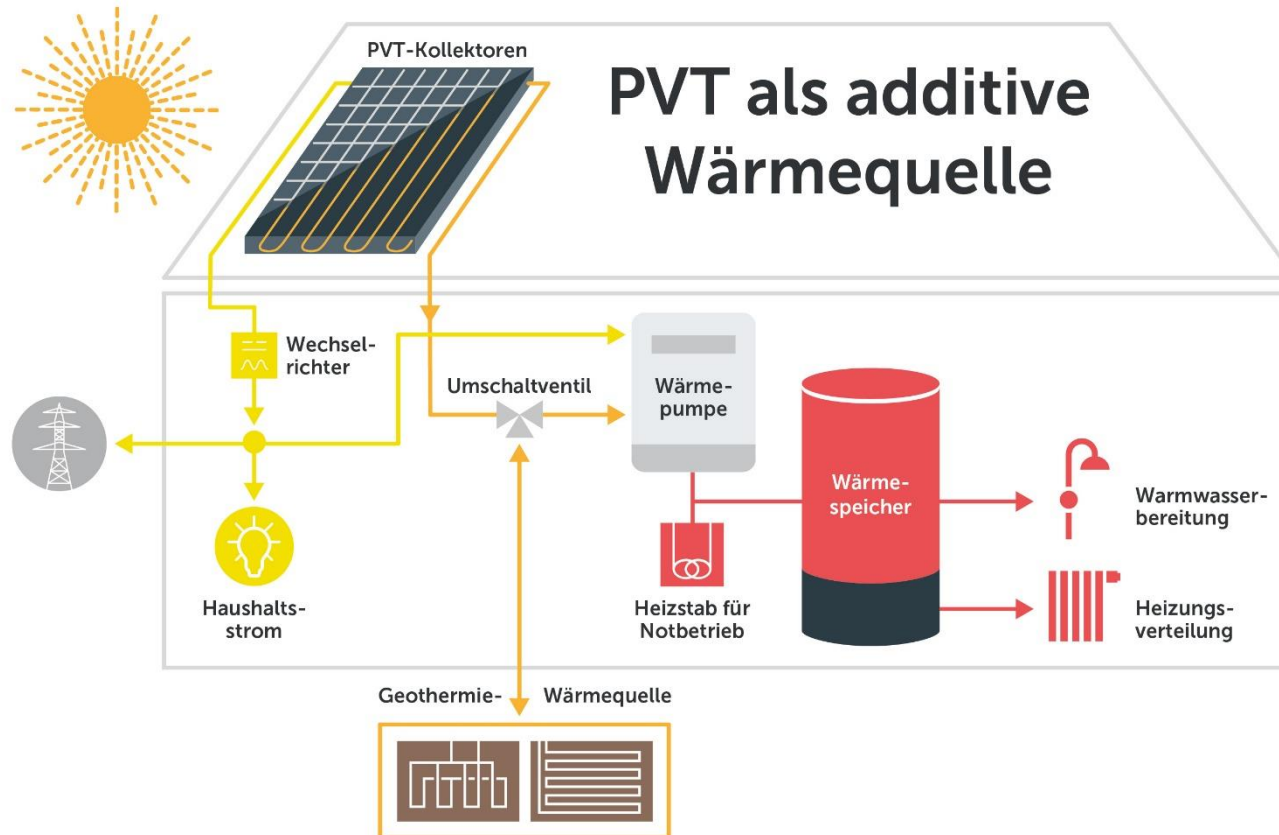 PVT-Kollektoren
PVT als additive
Wärmequelle
Wechsel-
richter
Umschaltventil
Wärme-
pumpe
Wärme-
speicher
Warmwasser-
bereitung
Haushalts-
strom
Heizstab für
Notbetrieb
Heizungs-
verteilung
Geothermie- Wärmequelle